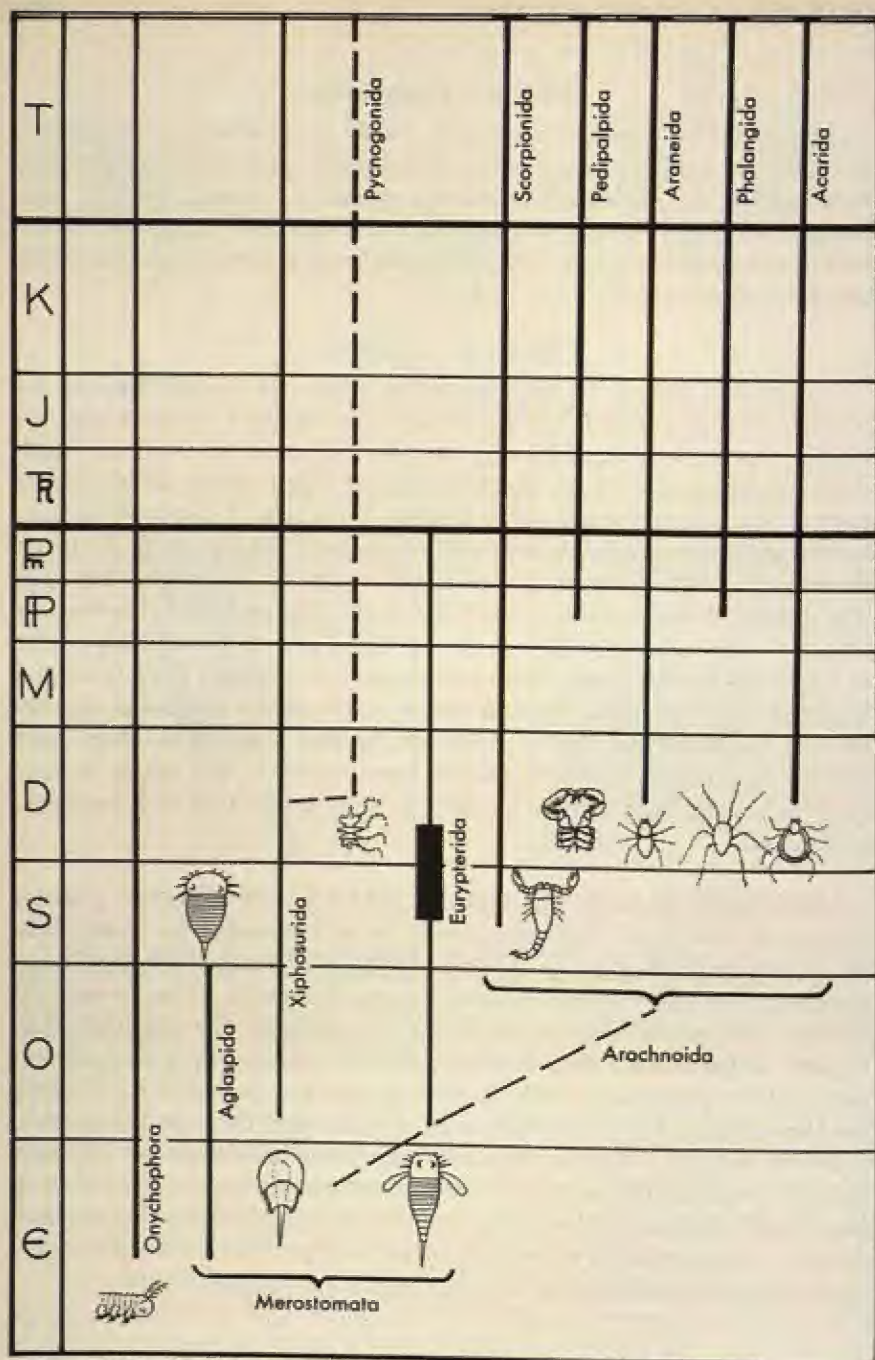 T
K
J
T̅R
P
ℙ
M
D
S
O
Є
Pycnogonida
Scorpionida
Pedipalpida
Araneida
Phalangida
Acarida
Eurypterida
Xiphosurida
Aglaspida
Onychophora
Arachnoida
Merostomata